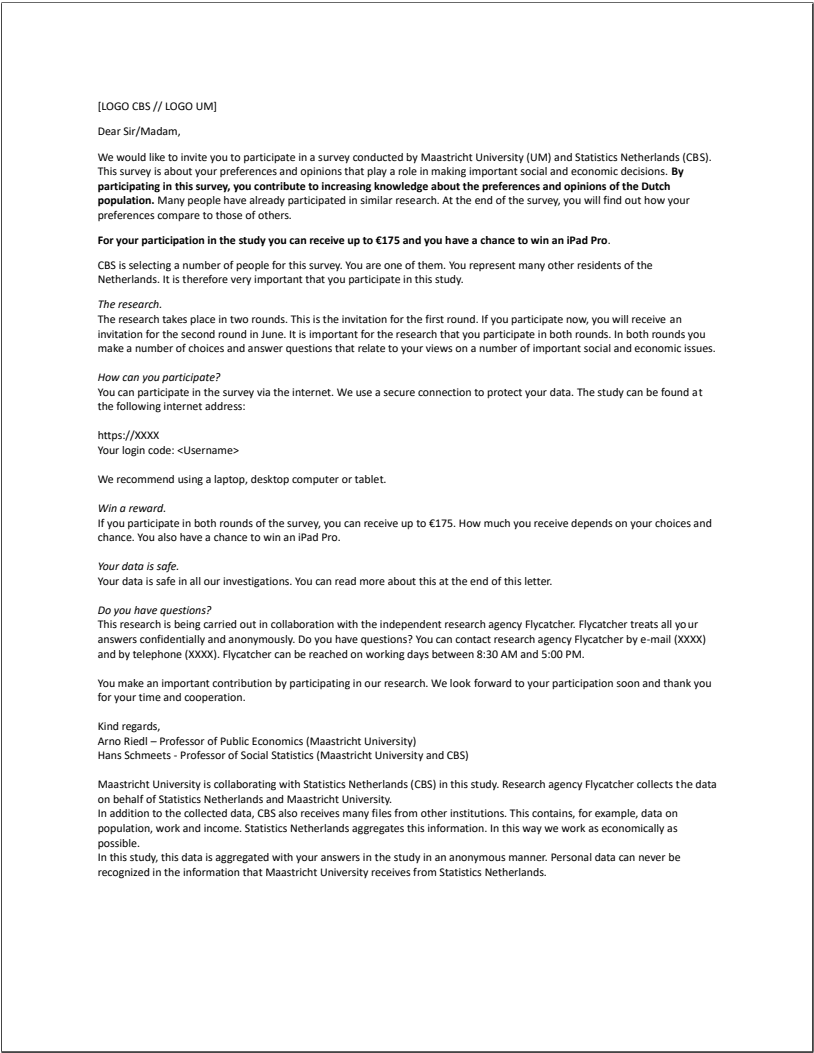 [LOGO CBS // LOGO UM]
Dear Sir/Madam,
We would like to invite you to participate in a survey conducted by Maastricht University (UM) and Statistics Netherlands (CBS).
This survey is about your preferences and opinions that play a role in making important social and economic decisions. By
participating in this survey, you contribute to increasing knowledge about the preferences and opinions of the Dutch
population. Many people have already participated in similar research. At the end of the survey, you will find out how your
preferences compare to those of others.
For your participation in the study you can receive up to €175 and you have a chance to win an iPad Pro.
CBS is selecting a number of people for this survey. You are one of them. You represent many other residents of the
Netherlands. It is therefore very important that you participate in this study.
The research.
The research takes place in two rounds. This is the invitation for the first round. If you participate now, you will receive an
invitation for the second round in June. It is important for the research that you participate in both rounds. In both rounds you
make a number of choices and answer questions that relate to your views on a number of important social and economic issues.
How can you participate?
You can participate in the survey via the internet. We use a secure connection to protect your data. The study can be found at
the following internet address:
https://XXXX
Your login code: <Username>
We recommend using a laptop, desktop computer or tablet.
Win a reward.
If you participate in both rounds of the survey, you can receive up to €175. How much you receive depends on your choices and
chance. You also have a chance to win an iPad Pro.
Your data is safe.
Your data is safe in all our investigations. You can read more about this at the end of this letter.
Do you have questions?
This research is being carried out in collaboration with the independent research agency Flycatcher. Flycatcher treats all your
answers confidentially and anonymously. Do you have questions? You can contact research agency Flycatcher by e-mail (XXXX)
and by telephone (XXXX). Flycatcher can be reached on working days between 8:30 AM and 5:00 PM.
You make an important contribution by participating in our research. We look forward to your participation soon and thank you
for your time and cooperation.
Kind regards,
Arno Riedl – Professor of Public Economics (Maastricht University)
Hans Schmeets - Professor of Social Statistics (Maastricht University and CBS)
Maastricht University is collaborating with Statistics Netherlands (CBS) in this study. Research agency Flycatcher collects the data
on behalf of Statistics Netherlands and Maastricht University.
In addition to the collected data, CBS also receives many files from other institutions. This contains, for example, data on
population, work and income. Statistics Netherlands aggregates this information. In this way we work as economically as
possible.
In this study, this data is aggregated with your answers in the study in an anonymous manner. Personal data can never be
recognized in the information that Maastricht University receives from Statistics Netherlands.